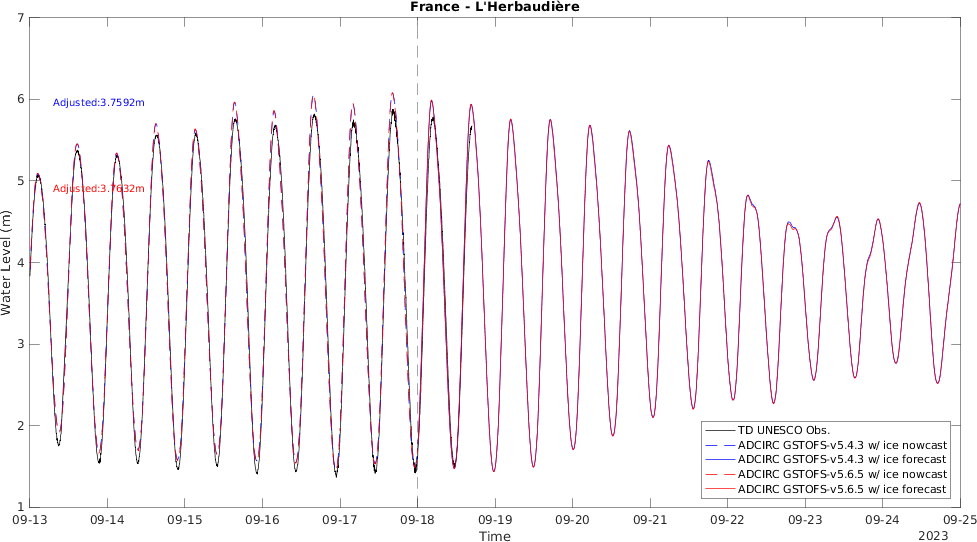 France - L'Herbaudière
7
6
5
4
3
2
1
Water Level (m)
Adjusted:3.7592m
Adjusted:3.7632m
TD UNESCO Obs.
ADCIRC GSTOFS-v5.4.3 w/ ice nowcast
ADCIRC GSTOFS-v5.4.3 w/ ice forecast
ADCIRC GSTOFS-v5.6.5 w/ ice nowcast
ADCIRC GSTOFS-v5.6.5 w/ ice forecast
09-13 09-14 09-15 09-16 09-17 09-18 09-19 09-20 09-21 09-22 09-23 09-24 09-25
Time
2023